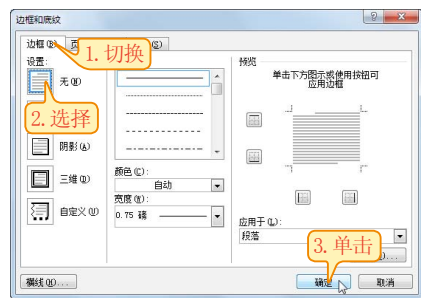 边框和底纹
边框(B)
页
(S)
1. 切换
设置:
无(N)
2. 选择
阴影(A)
三维(D)
自定义(U)
颜色(C):
自动
宽度(W):
0.75 磅
预览
单击下方图示或使用按钮可
应用边框
应用于(L):
段落
3. 单击
)...
横线(H)...
确定
取消